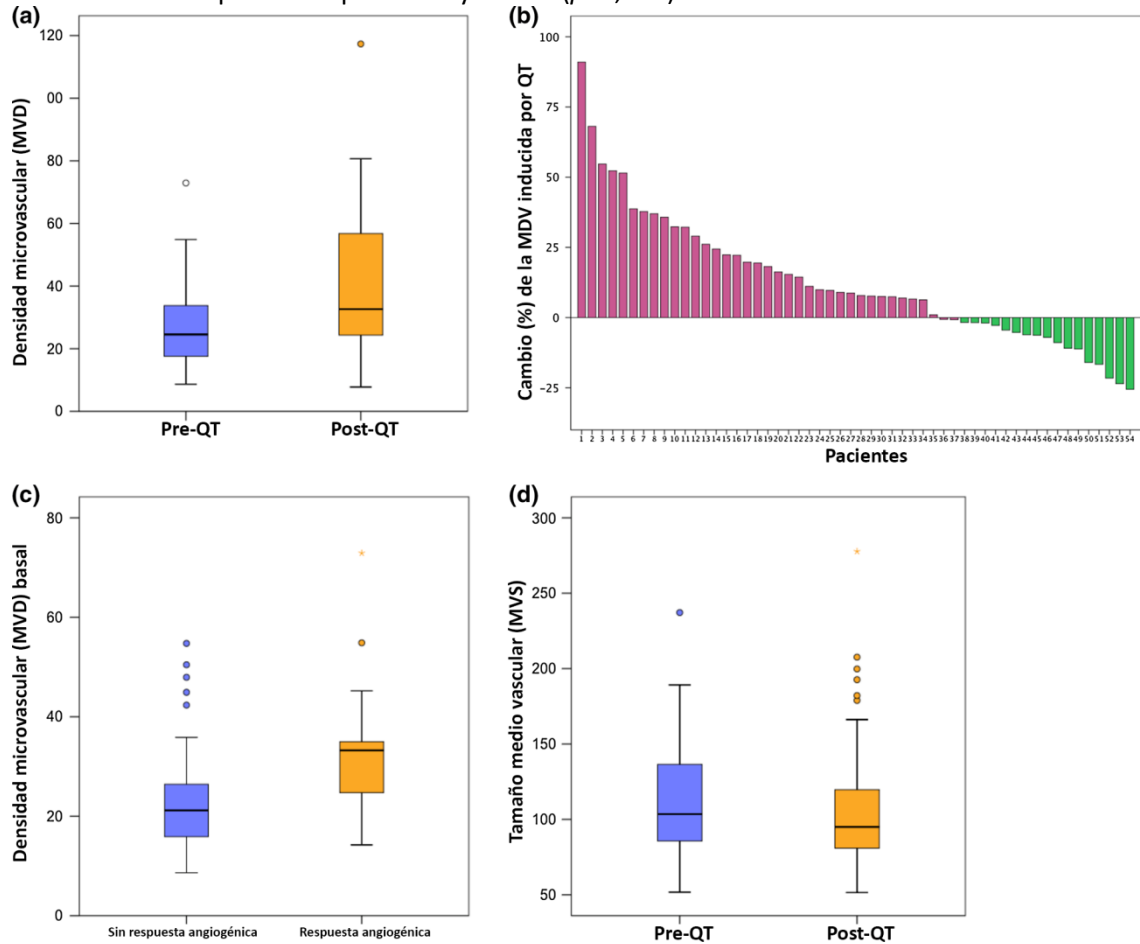 (a)
Densidad microvascular (MVD)
120
00
80
60
40
20
0
Pre-QT
Post-QT
(b)
Cambio (%) de la MDV inducida por QT
100
75
50
25
0
-25
1 2 3 4 5 6 7 8 9 10 11 12 13 14 15 16 17 18 19 20 21 22 23 24 25 26 27 28 29 30 31 32 33 34 35 36 37 38 39 40 41 42 43 44 45 46 47 48 49 50 51 52 53 54
Pacientes
(c)
Densidad microvascular (MVD) basal
80
60
40
20
0
Sin respuesta angiogénica
Respuesta angiogénica
(d)
Tamaño medio vascular (MVS)
300
250
200
150
100
50
Pre-QT
Post-QT